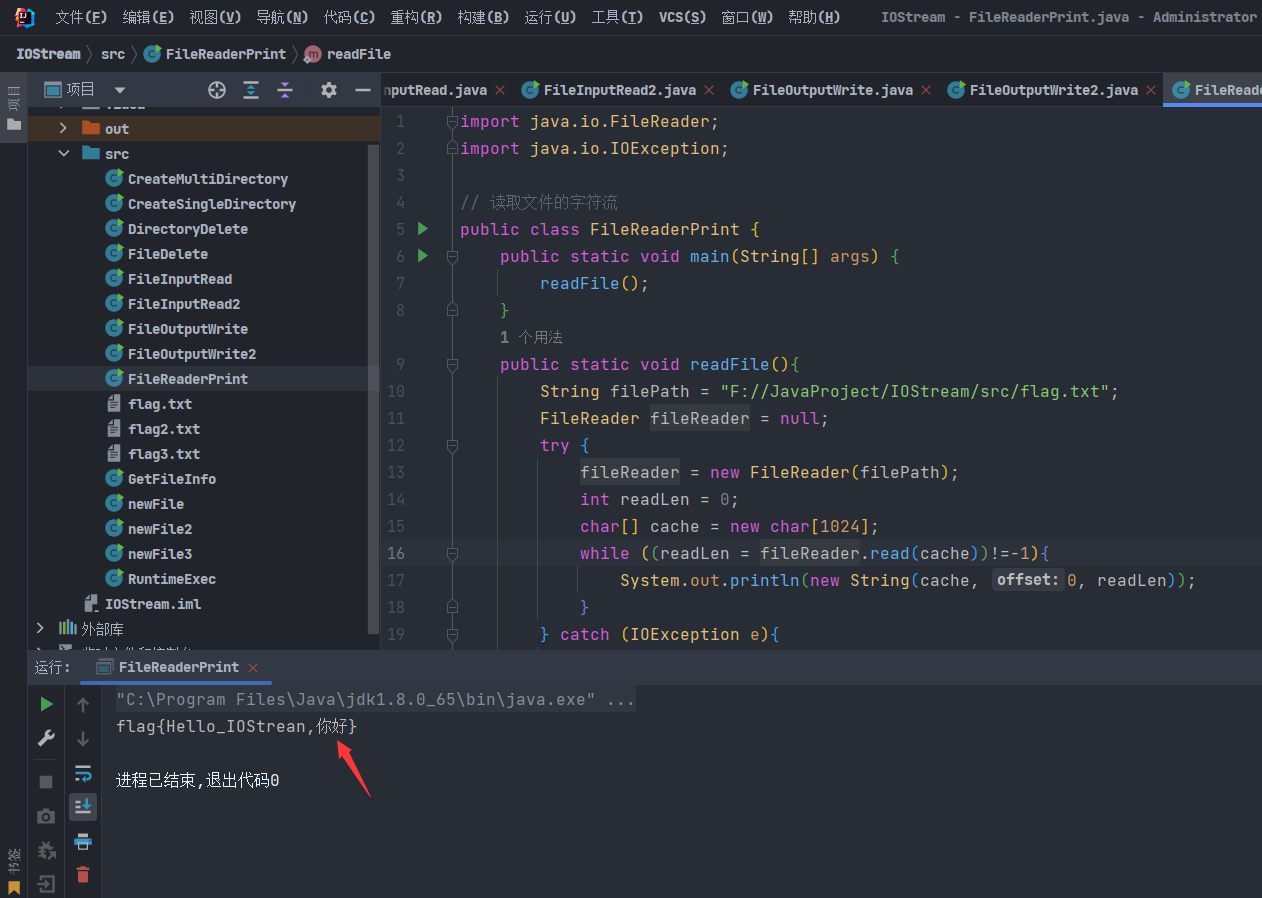 文件(F) 编辑(E) 视图(V) 导航(N) 代码(C) 重构(R) 构建(B) 运行(U) 工具(T) VCS(S) 窗口(W) 帮助(H) IOStream - FileReaderPrint.java - Administrator
IOStream src FileReaderPrint m readFile
项目
项目
out
src
CreateMultiDirectory
CreateSingleDirectory
DirectoryDelete
FileDelete
FileInputRead
FileInputRead2
FileOutputWrite
FileOutputWrite2
FileReaderPrint
flag.txt
flag2.txt
flag3.txt
GetFileInfo
newFile
newFile2
newFile3
RuntimeExec
IOStream.iml
外部库
nputRead.java FileInputRead2.java FileOutputWrite.java FileOutputWrite2.java FileReade
1 import java.io.FileReader;
2 import java.io.IOException;
3
4 // 读取文件的字符流
5 public class FileReaderPrint {
6 public static void main(String[] args) {
7 readFile();
8 }
1 个用法
9 public static void readFile(){
10 String filePath = "F://JavaProject/IOStream/src/flag.txt";
11 FileReader fileReader = null;
12 try {
13 fileReader = new FileReader(filePath);
14 int readLen = 0;
15 char[] cache = new char[1024];
16 while ((readLen = fileReader.read(cache))!=-1){
17 System.out.println(new String(cache, offset: 0, readLen));
18 }
19 } catch (IOException e){
运行: FileReaderPrint
"C:\Program Files\Java\jdk1.8.0_65\bin\java.exe" ...
flag{Hello_IOStrean,你好}
进程已结束,退出代码0
书签